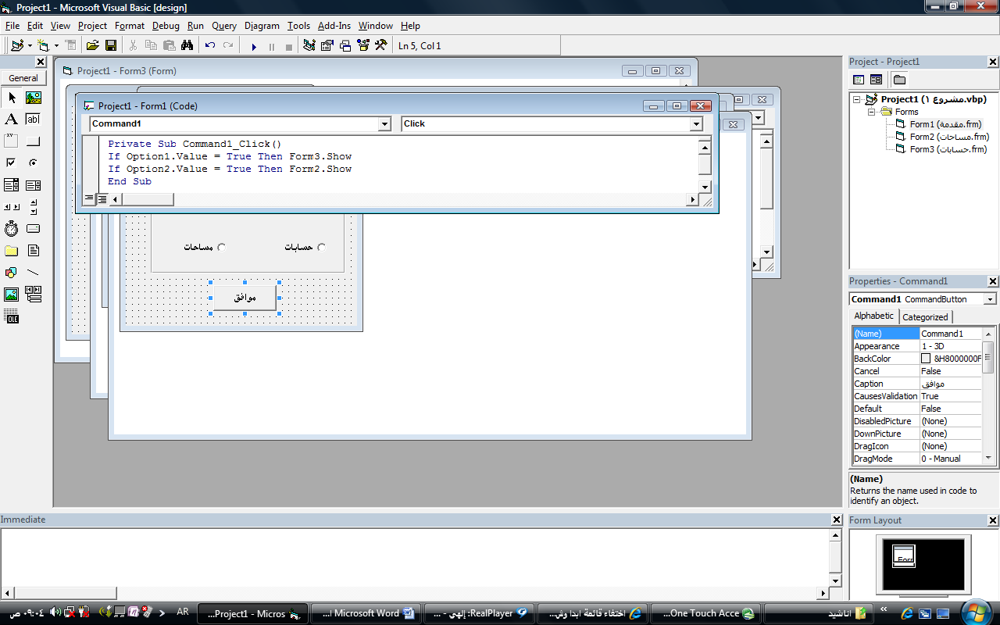 Project1 - Microsoft Visual Basic [design]
File Edit View Project Format Debug Run Query Diagram Tools Add-Ins Window Help
Ln 5, Col 1
General
A
abl
xy
OLE
Project1 - Form3 (Form)
Project1 - Form1 (Code)
Command1
Click
Private Sub Command1_Click()
If Option1.Value = True Then Form3.Show
If Option2.Value = True Then Form2.Show
End Sub
حسابات
مساحات
موافق
Project - Project1
Project1 (مشروع ١.vbp)
Forms
Form1 (مقدمة.frm)
Form2 (مساحات.frm)
Form3 (حسابات.frm)
Properties - Command1
Command1 CommandButton
Alphabetic Categorized
(Name) Command1
Appearance 1 - 3D
BackColor &H8000000F
Cancel False
Caption موافق
CausesValidation True
Default False
DisabledPicture (None)
DownPicture (None)
DragIcon (None)
DragMode 0 - Manual
(Name)
Returns the name used in code to
identify an object.
Immediate
Form Layout
Form
اناشيد
...One Touch Acce
اختفاء قائمة ابدا وش...
RealPlayer: إلهي - ...
Microsoft Word ا...
...Project1 - Micros
AR
٠٩:٠٤ ص